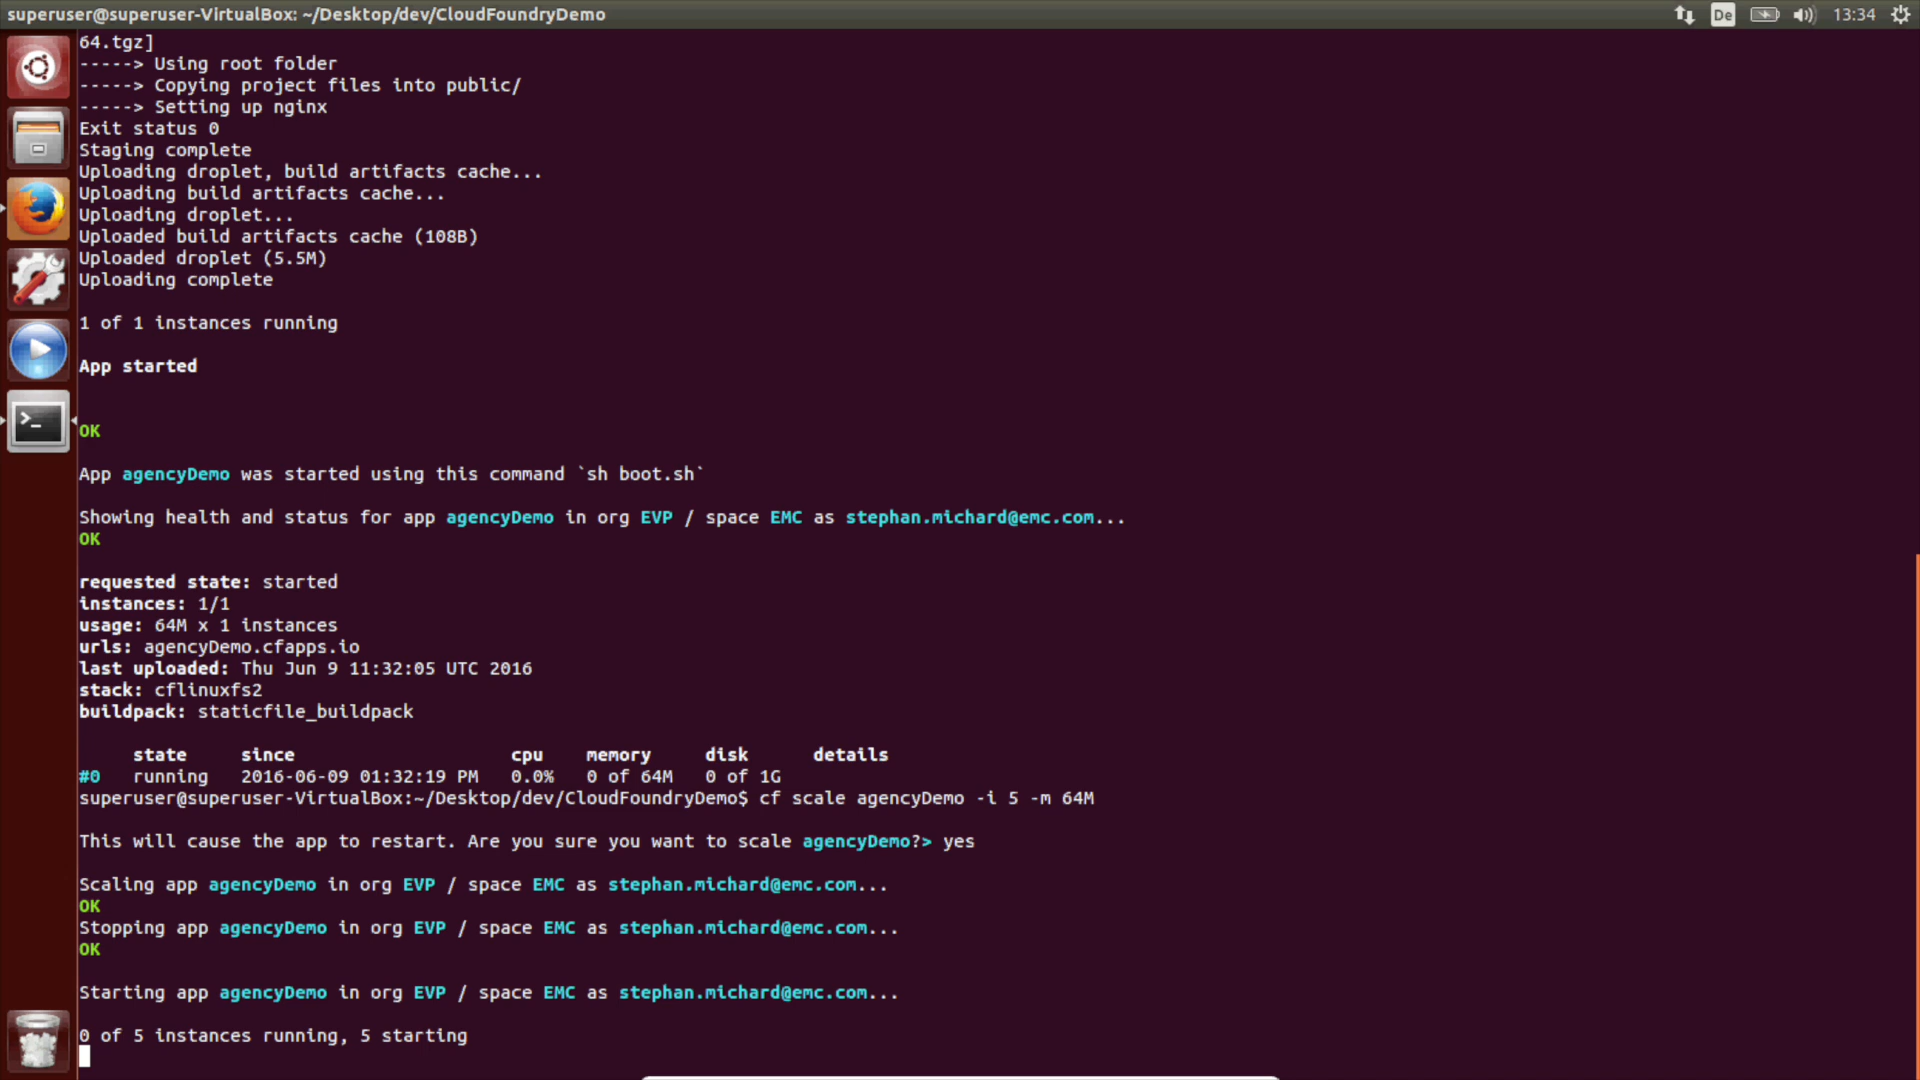 superuser@superuser-VirtualBox: ~/Desktop/dev/CloudFoundryDemo
De
13:34
64.tgz]
-----> Using root folder
-----> Copying project files into public/
-----> Setting up nginx
Exit status 0
Staging complete
Uploading droplet, build artifacts cache...
Uploading build artifacts cache...
Uploading droplet...
Uploaded build artifacts cache (108B)
Uploaded droplet (5.5M)
Uploading complete
1 of 1 instances running
App started
OK
App agencyDemo was started using this command `sh boot.sh`
Showing health and status for app agencyDemo in org EVP / space EMC as stephan.michard@emc.com...
OK
requested state: started
instances: 1/1
usage: 64M x 1 instances
urls: agencyDemo.cfapps.io
last uploaded: Thu Jun 9 11:32:05 UTC 2016
stack: cflinuxfs2
buildpack: staticfile_buildpack
state since cpu memory disk details
#0 running 2016-06-09 01:32:19 PM 0.0% 0 of 64M 0 of 1G
superuser@superuser-VirtualBox:~/Desktop/dev/CloudFoundryDemo$ cf scale agencyDemo -i 5 -m 64M
This will cause the app to restart. Are you sure you want to scale agencyDemo?> yes
Scaling app agencyDemo in org EVP / space EMC as stephan.michard@emc.com...
OK
Stopping app agencyDemo in org EVP / space EMC as stephan.michard@emc.com...
OK
Starting app agencyDemo in org EVP / space EMC as stephan.michard@emc.com...
0 of 5 instances running, 5 starting